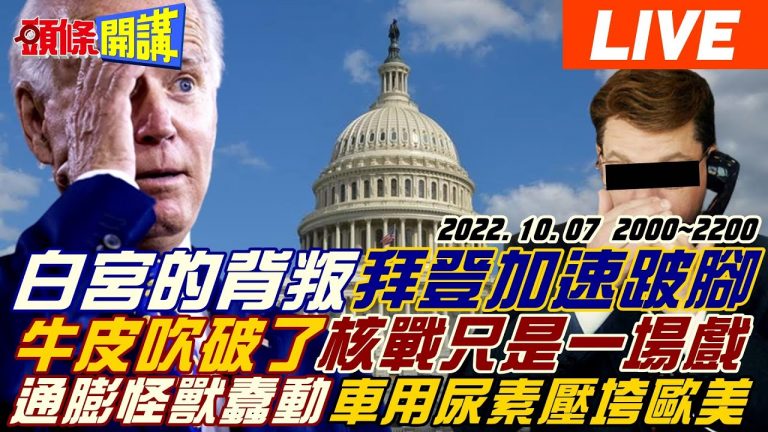 頭條開講
LIVE
2022.10.07 2000~2200
白宮的背叛 拜登加速跛腳
牛皮吹破了 核戰只是一場戲
通膨怪獸蠢動 車用尿素壓垮歐美